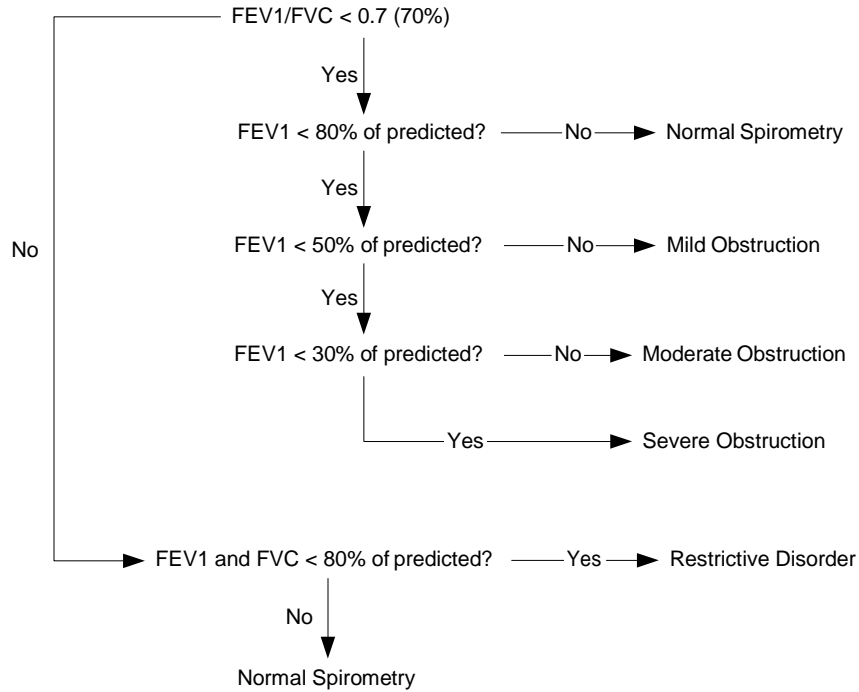 FEV1/FVC < 0.7 (70%)
Yes
FEV1 < 80% of predicted?
No
Normal Spirometry
Yes
FEV1 < 50% of predicted?
No
Mild Obstruction
No
Yes
FEV1 < 30% of predicted?
No
Moderate Obstruction
Yes
Severe Obstruction
FEV1 and FVC < 80% of predicted?
Yes
Restrictive Disorder
No
Normal Spirometry